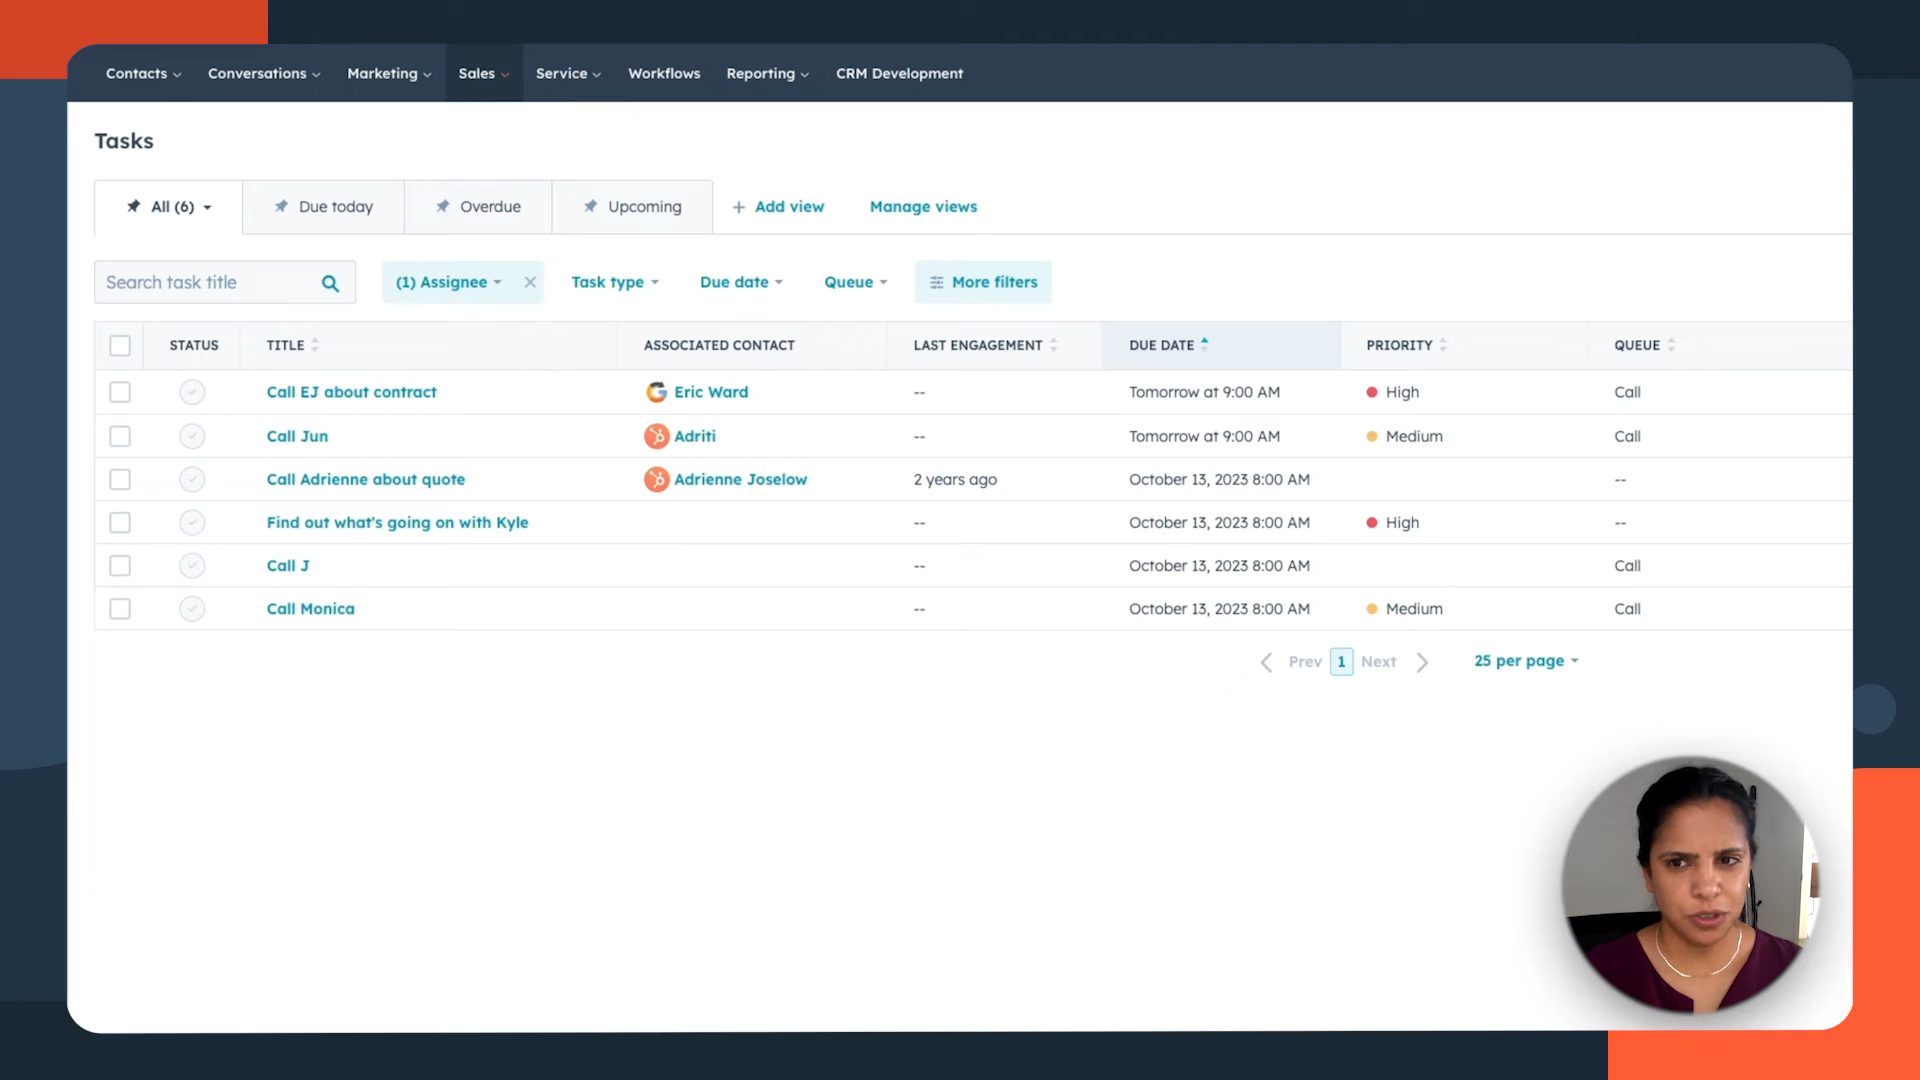 Contacts Conversations Marketing Sales Service Workflows Reporting CRM Development
Tasks
All (6) Due today Overdue Upcoming + Add view Manage views
Search task title (1) Assignee Task type Due date Queue More filters
STATUS TITLE ASSOCIATED CONTACT LAST ENGAGEMENT DUE DATE PRIORITY QUEUE
Call EJ about contract Eric Ward -- Tomorrow at 9:00 AM High Call
Call Jun Adriti -- Tomorrow at 9:00 AM Medium Call
Call Adrienne about quote Adrienne Joselow 2 years ago October 13, 2023 8:00 AM --
Find out what's going on with Kyle -- October 13, 2023 8:00 AM High --
Call J -- October 13, 2023 8:00 AM Call
Call Monica -- October 13, 2023 8:00 AM Medium Call
Prev 1 Next 25 per page